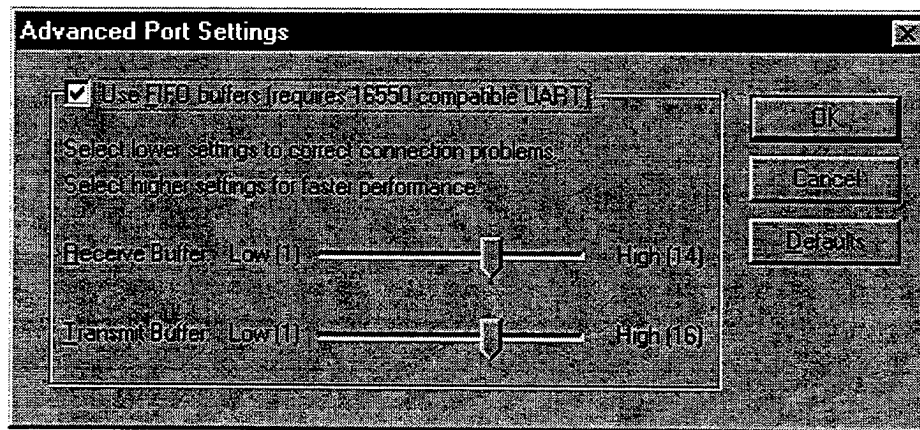 Advanced Port Settings
Use FIFO buffers (requires 16550 compatible UART)
Select lower settings to correct connection problems.
Select higher settings for faster performance.
Receive Buffer: Low (1) High (14)
Transmit Buffer: Low (1) High (16)
OK
Cancel
Defaults